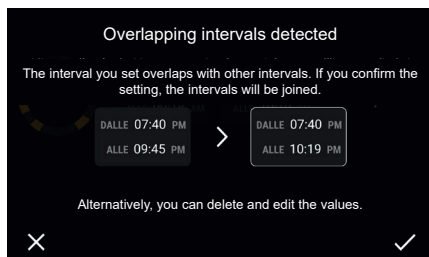 Overlapping intervals detected
The interval you set overlaps with other intervals. If you confirm the
setting, the intervals will be joined.
DALLE 07:40 PM
ALLE 09:45 PM
DALLE 07:40 PM
ALLE 10:19 PM
Alternatively, you can delete and edit the values.